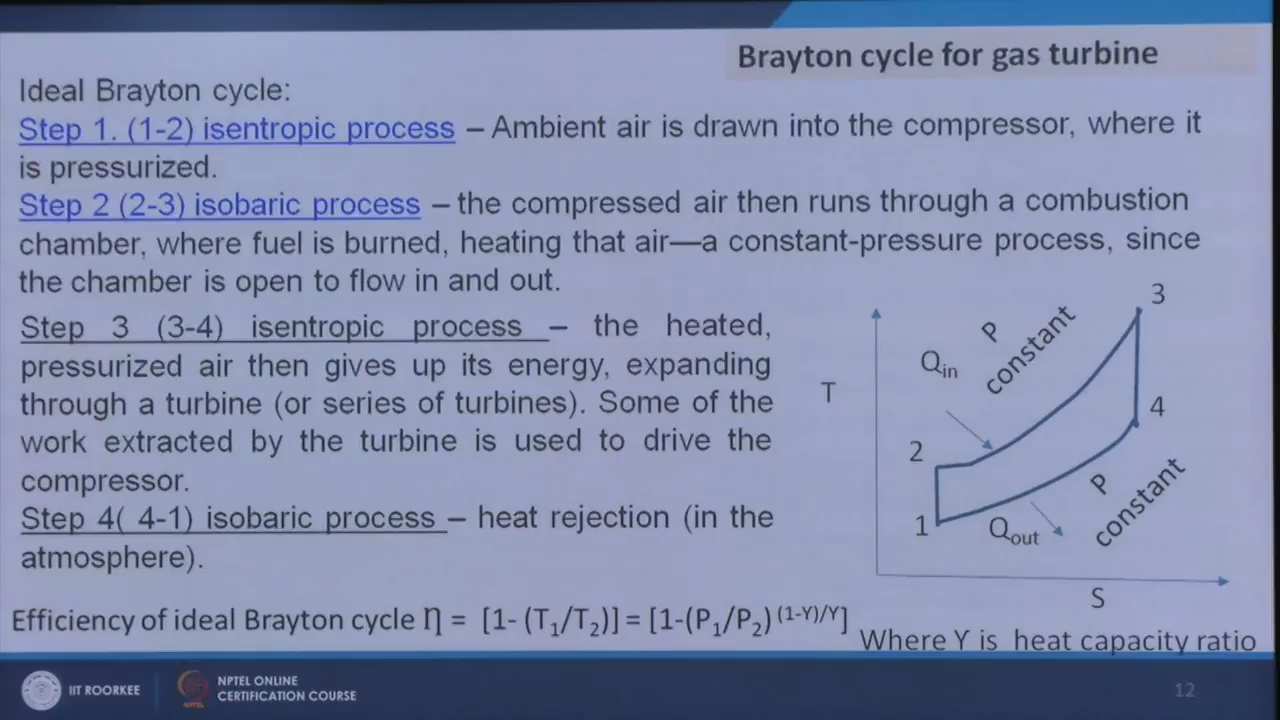 Brayton cycle for gas turbine
Ideal Brayton cycle:
Step 1. (1-2) isentropic process – Ambient air is drawn into the compressor, where it
is pressurized.
Step 2 (2-3) isobaric process – the compressed air then runs through a combustion
chamber, where fuel is burned, heating that air—a constant-pressure process, since
the chamber is open to flow in and out.
Step 3 (3-4) isentropic process – the heated,
pressurized air then gives up its energy, expanding
through a turbine (or series of turbines). Some of the
work extracted by the turbine is used to drive the
compressor.
Step 4( 4-1) isobaric process – heat rejection (in the
atmosphere).
3
P
constant
Qin
T
4
2
P
constant
1
Qout
S
Efficiency of ideal Brayton cycle η = [1- (T₁/T₂)] = [1-(P₁/P₂) (1-Y)/Y]
Where Y is heat capacity ratio
IIT ROORKEE
NPTEL
NPTEL ONLINE
CERTIFICATION COURSE
12